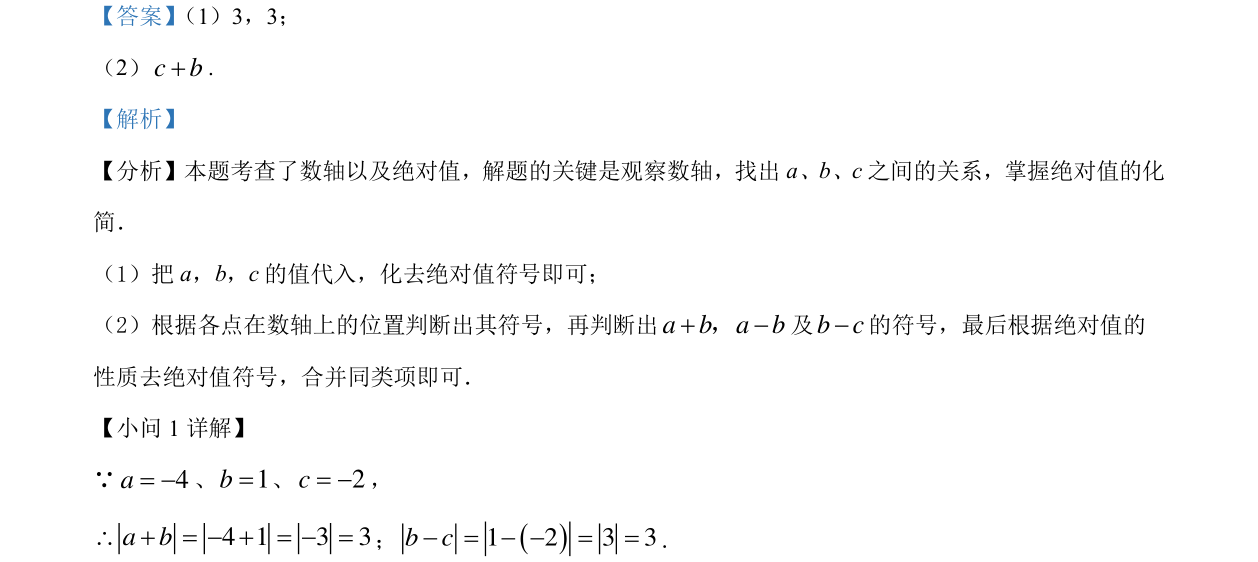 【答案】（1）3，3；
（2）c+b.
【解析】
【分析】本题考查了数轴以及绝对值，解题的关键是观察数轴，找出 a、b、c 之间的关系，掌握绝对值的化
简．
（1）把 a，b，c 的值代入，化去绝对值符号即可；
（2）根据各点在数轴上的位置判断出其符号，再判断出 a+b，a−b 及 b−c 的符号，最后根据绝对值的
性质去绝对值符号，合并同类项即可．
【小问 1 详解】
∵ a=−4、b=1、c=−2，
∴|a+b|=|−4+1|=|−3|=3；|b−c|=|1−(−2)|=|3|=3.